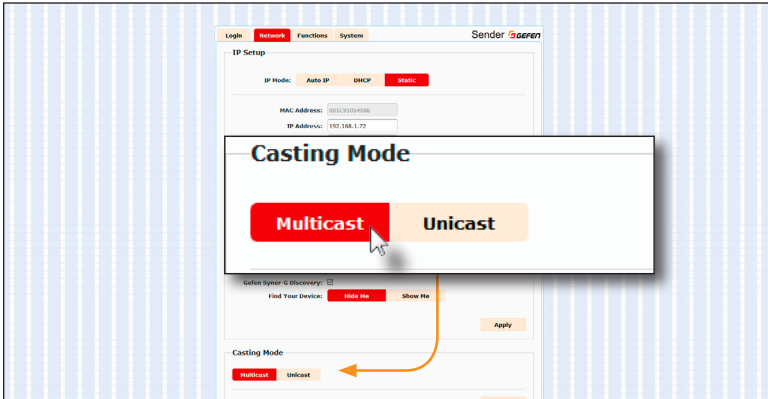 Login Network Functions System Sender GEFEN
IP Setup
IP Mode: Auto IP DHCP Static
MAC Address:
IP Address: 192.168.1.72
Casting Mode
Multicast Unicast
Gefen Syner-G Discovery:
Find Your Device: Hide Me Show Me
Apply
Casting Mode
Multicast Unicast